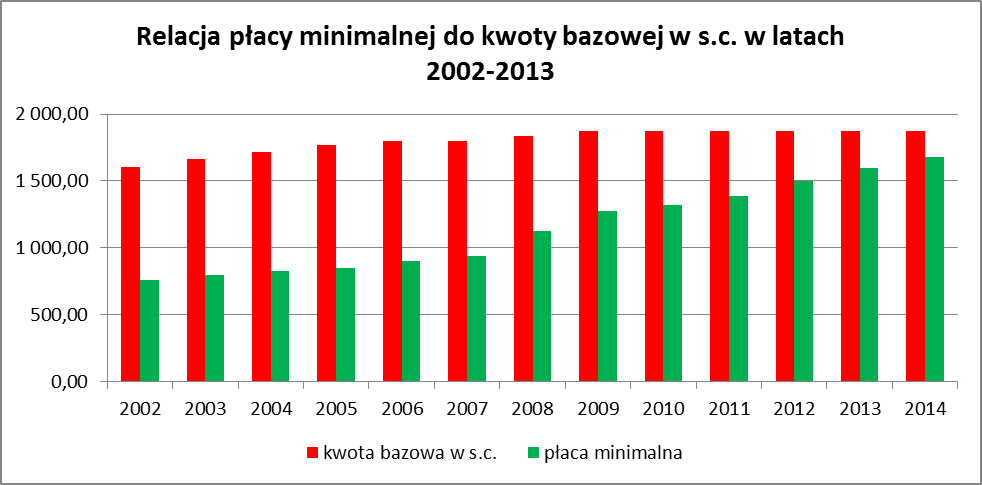 Relacja płacy minimalnej do kwoty bazowej w s.c. w latach
2002-2013
2 000,00
1 500,00
1 000,00
500,00
0,00
2002 2003 2004 2005 2006 2007 2008 2009 2010 2011 2012 2013 2014
kwota bazowa w s.c. płaca minimalna